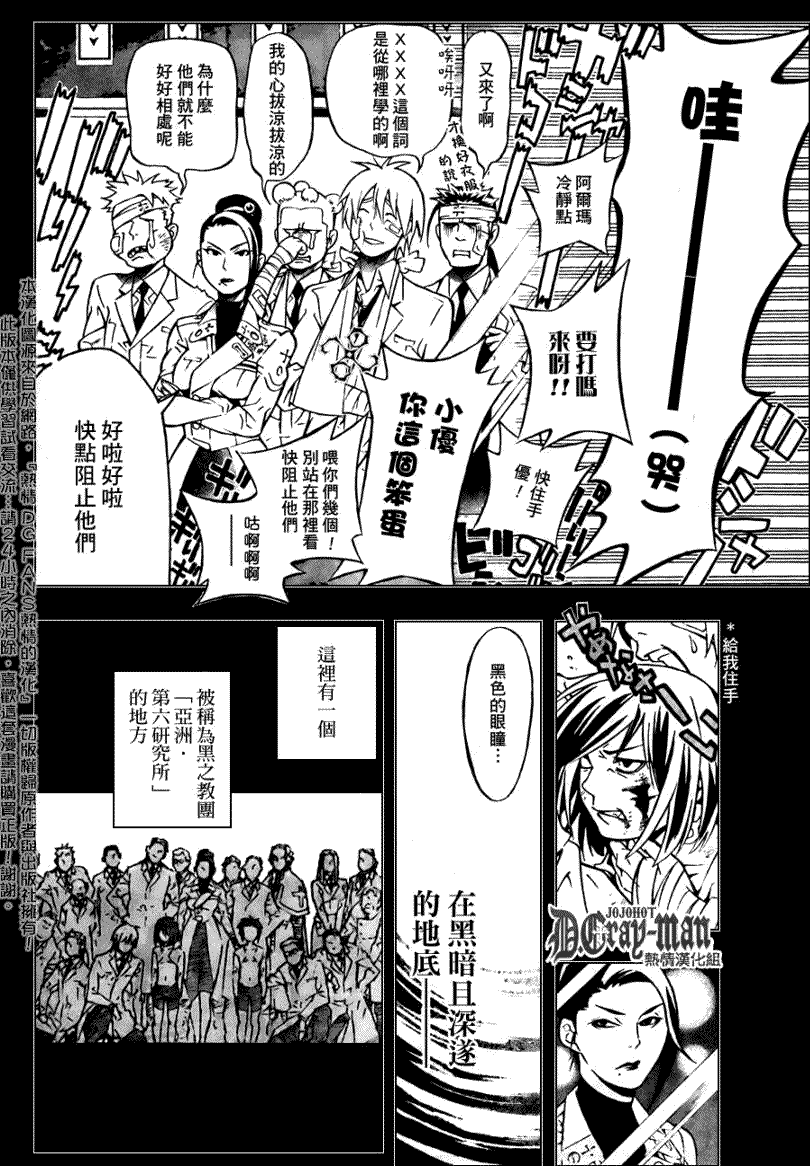 哇——(哭)
又來了啊
唉呀呀
才換好衣服
的說
阿爾瑪
冷靜點
XXXX這個詞
是從哪裡學的啊
我的心拔涼拔涼的
為什麼
他們就不能
好好相處呢
要打嗎
來呀!!
小優
你這個笨蛋
快住手
優!
喂你們幾個!
別站在那裡看
快阻止他們
咕啊啊啊——
好啦好啦
快點阻止他們
*給我住手
やめっめーーっ
JOJOHOT
D.Gray-man
熱情漢化組
黑色的眼瞳…
在黑暗且深遂
的地底——
這裡有一個
被稱為黑之教團
「亞洲·
第六研究所」
的地方
本漢化圖源來自於網路,『熱情DG FANS熱情的漢化』一切版權歸原作者與出版社擁有!
此版本僅供學習試看交流…請24小時之內消除。喜歡這套漫畫請購買正版!謝謝。